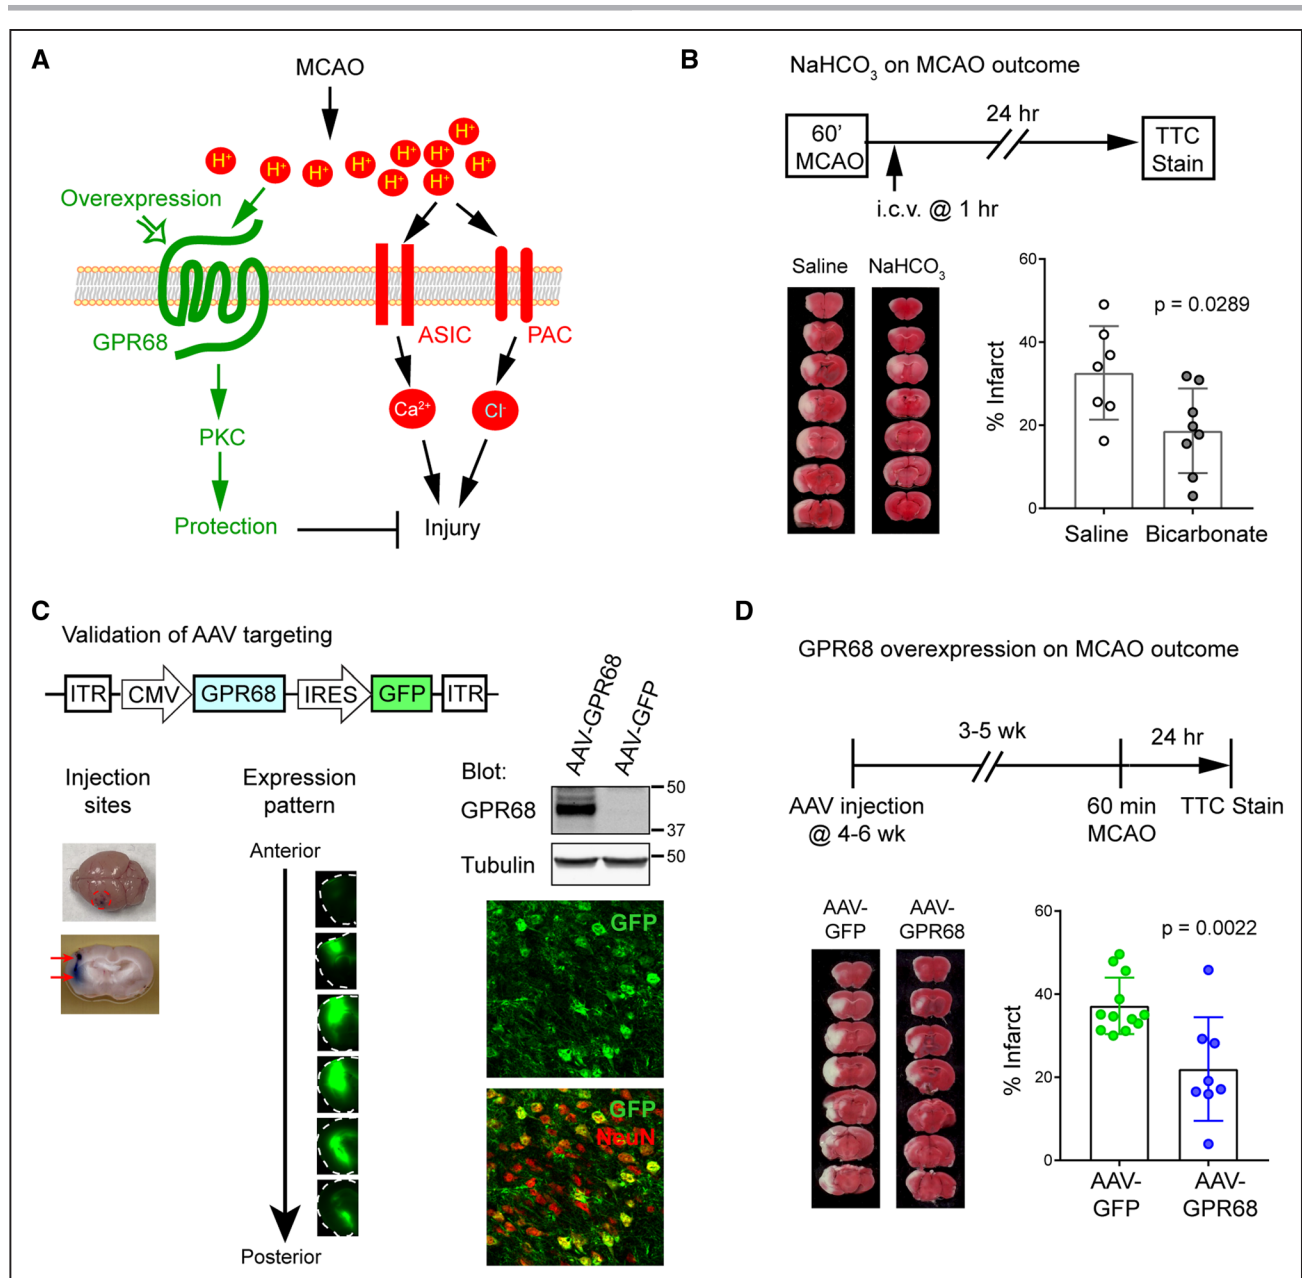 A
MCAO
H+
H+
H+
H+
H+
H+
H+
H+
H+
H+
Overexpression
GPR68
ASIC
PAC
Ca2+
Cl-
PKC
Protection
Injury
B
NaHCO3 on MCAO outcome
60'
MCAO
24 hr
TTC
Stain
i.c.v. @ 1 hr
Saline
NaHCO3
60
40
20
0
% Infarct
p = 0.0289
Saline
Bicarbonate
C
Validation of AAV targeting
ITR
CMV
GPR68
IRES
GFP
ITR
Injection
sites
Expression
pattern
Anterior
Posterior
AAV-GPR68
AAV-GFP
Blot:
GPR68
Tubulin
50
37
50
GFP
GFP
NeuN
D
GPR68 overexpression on MCAO outcome
3-5 wk
24 hr
AAV injection
@ 4-6 wk
60 min
MCAO
TTC Stain
AAV-
GFP
AAV-
GPR68
60
40
20
0
% Infarct
p = 0.0022
AAV-
GFP
AAV-
GPR68